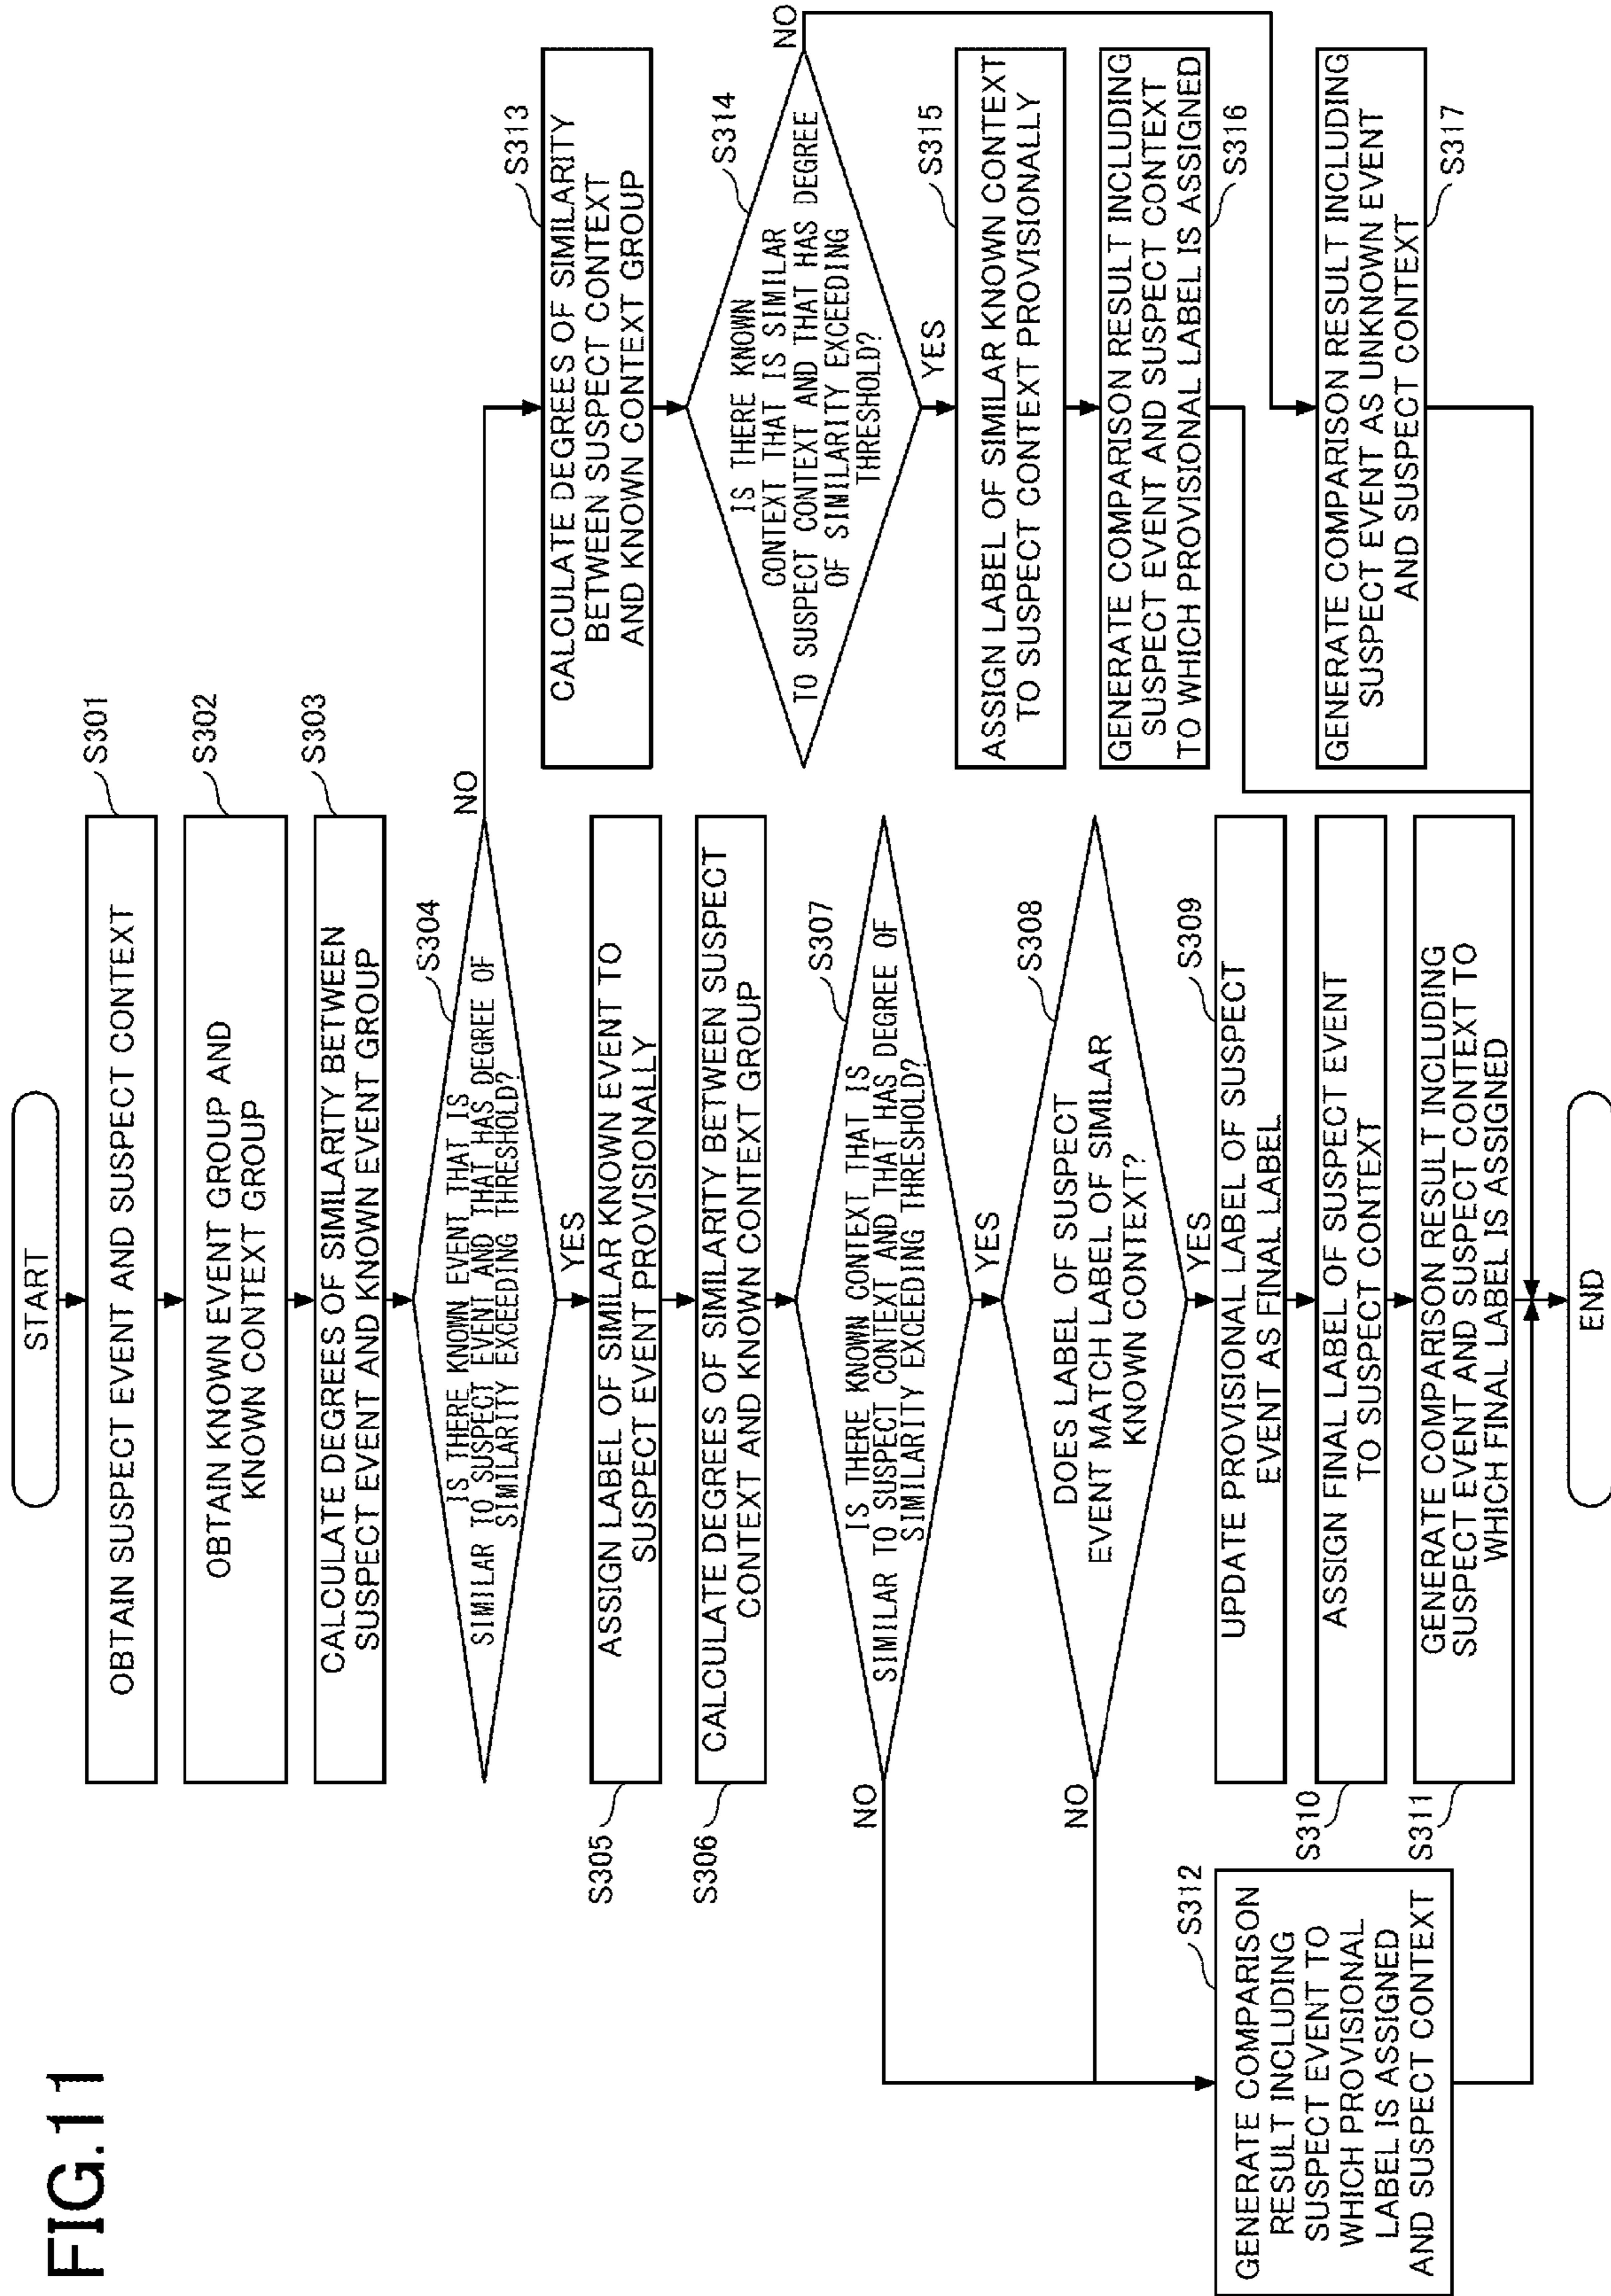 FIG.11
START
S301
OBTAIN SUSPECT EVENT AND SUSPECT CONTEXT
S302
OBTAIN KNOWN EVENT GROUP AND
KNOWN CONTEXT GROUP
S303
CALCULATE DEGREES OF SIMILARITY BETWEEN
SUSPECT EVENT AND KNOWN EVENT GROUP
S304
IS THERE KNOWN EVENT THAT IS
SIMILAR TO SUSPECT EVENT AND THAT HAS DEGREE OF
SIMILARITY EXCEEDING THRESHOLD?
NO
YES
S305
ASSIGN LABEL OF SIMILAR KNOWN EVENT TO
SUSPECT EVENT PROVISIONALLY
S306
CALCULATE DEGREES OF SIMILARITY BETWEEN SUSPECT
CONTEXT AND KNOWN CONTEXT GROUP
S307
IS THERE KNOWN CONTEXT THAT IS
SIMILAR TO SUSPECT CONTEXT AND THAT HAS DEGREE OF
SIMILARITY EXCEEDING THRESHOLD?
NO
YES
S308
DOES LABEL OF SUSPECT
EVENT MATCH LABEL OF SIMILAR
KNOWN CONTEXT?
NO
YES
S309
UPDATE PROVISIONAL LABEL OF SUSPECT
EVENT AS FINAL LABEL
S310
ASSIGN FINAL LABEL OF SUSPECT EVENT
TO SUSPECT CONTEXT
S311
GENERATE COMPARISON RESULT INCLUDING
SUSPECT EVENT AND SUSPECT CONTEXT TO
WHICH FINAL LABEL IS ASSIGNED
S312
GENERATE COMPARISON
RESULT INCLUDING
SUSPECT EVENT TO
WHICH PROVISIONAL
LABEL IS ASSIGNED
AND SUSPECT CONTEXT
S313
CALCULATE DEGREES OF SIMILARITY
BETWEEN SUSPECT CONTEXT
AND KNOWN CONTEXT GROUP
S314
IS THERE KNOWN
CONTEXT THAT IS SIMILAR
TO SUSPECT CONTEXT AND THAT HAS DEGREE
OF SIMILARITY EXCEEDING
THRESHOLD?
NO
YES
S315
ASSIGN LABEL OF SIMILAR KNOWN CONTEXT
TO SUSPECT CONTEXT PROVISIONALLY
GENERATE COMPARISON RESULT INCLUDING
SUSPECT EVENT AND SUSPECT CONTEXT
TO WHICH PROVISIONAL LABEL IS ASSIGNED
S316
GENERATE COMPARISON RESULT INCLUDING
SUSPECT EVENT AS UNKNOWN EVENT
AND SUSPECT CONTEXT
S317
END